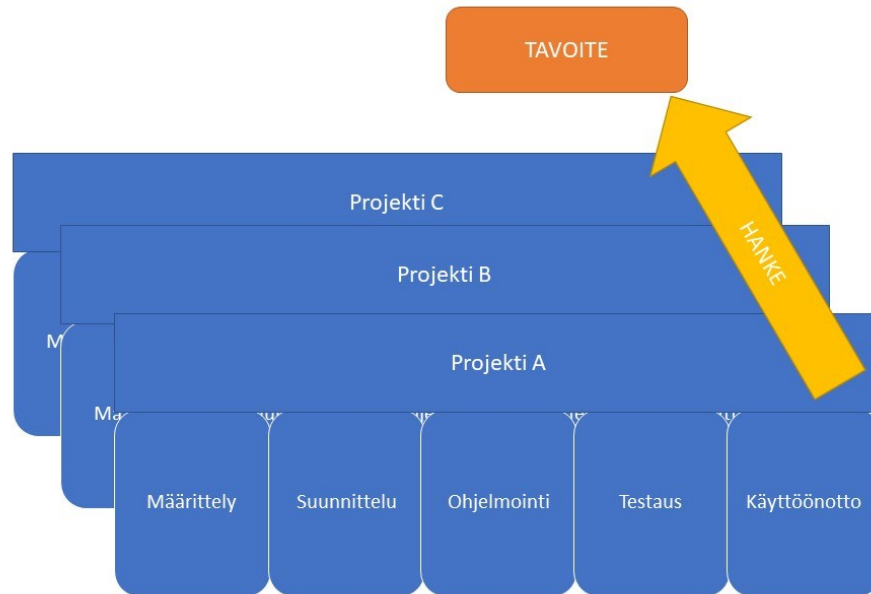 TAVOITE
Projekti C
HANKE
Projekti B
Projekti A
Määrittely
Suunnittelu
Ohjelmointi
Testaus
Käyttöönotto